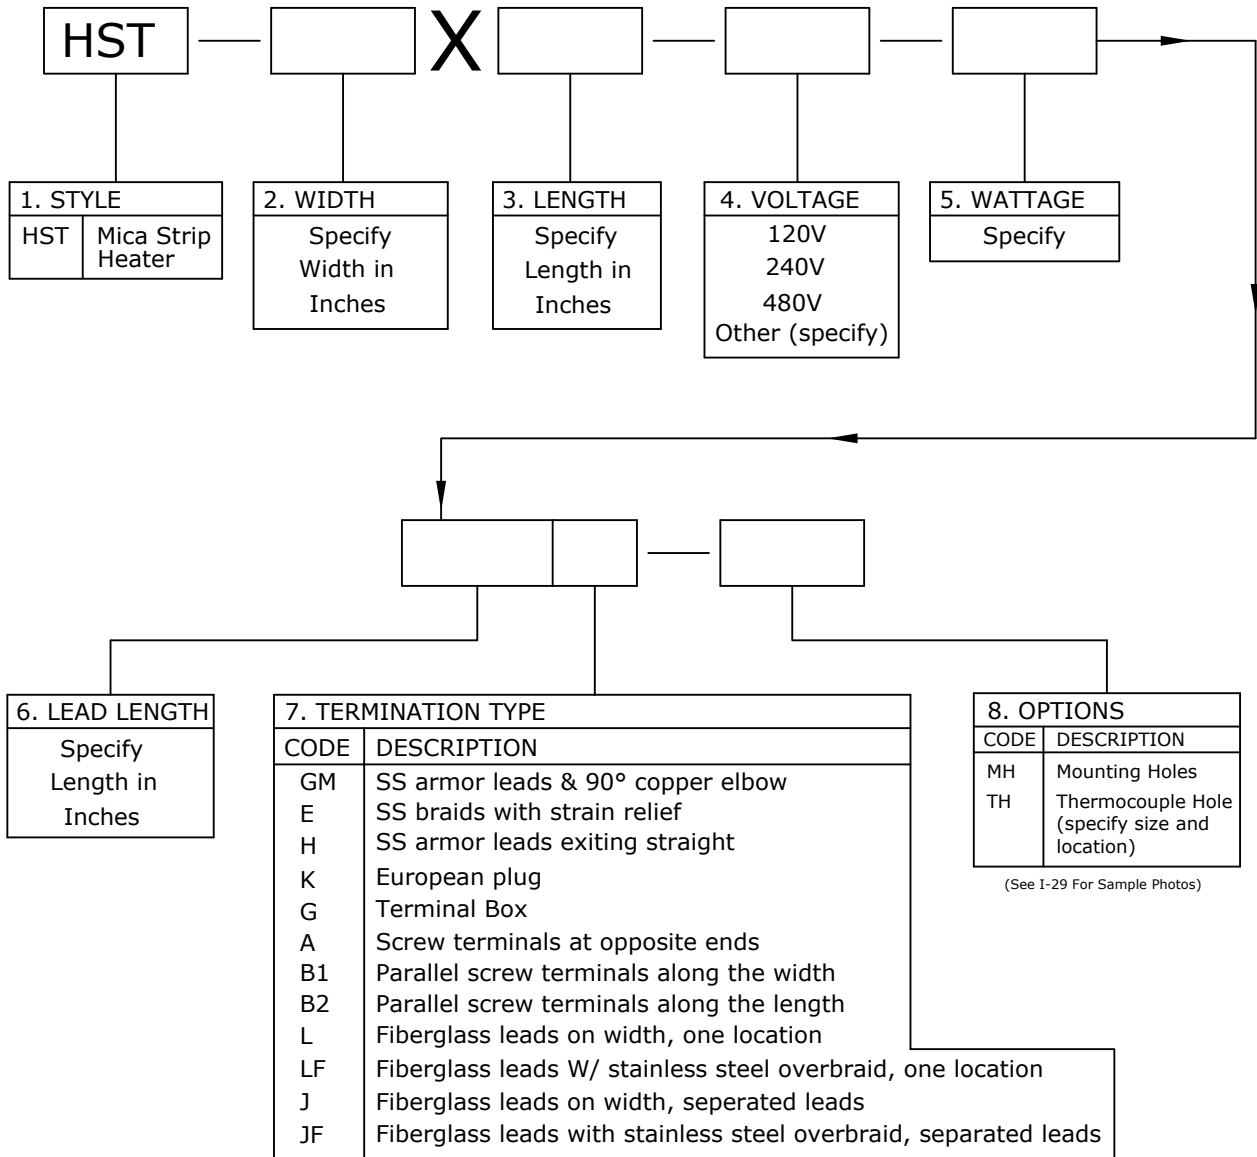 HST
X
1. STYLE
HST Mica Strip
Heater
2. WIDTH
Specify
Width in
Inches
3. LENGTH
Specify
Length in
Inches
4. VOLTAGE
120V
240V
480V
Other (specify)
5. WATTAGE
Specify
6. LEAD LENGTH
Specify
Length in
Inches
7. TERMINATION TYPE
CODE DESCRIPTION
GM SS armor leads & 90° copper elbow
E SS braids with strain relief
H SS armor leads exiting straight
K European plug
G Terminal Box
A Screw terminals at opposite ends
B1 Parallel screw terminals along the width
B2 Parallel screw terminals along the length
L Fiberglass leads on width, one location
LF Fiberglass leads W/ stainless steel overbraid, one location
J Fiberglass leads on width, seperated leads
JF Fiberglass leads with stainless steel overbraid, separated leads
8. OPTIONS
CODE DESCRIPTION
MH Mounting Holes
TH Thermocouple Hole
(specify size and
location)
(See I-29 For Sample Photos)